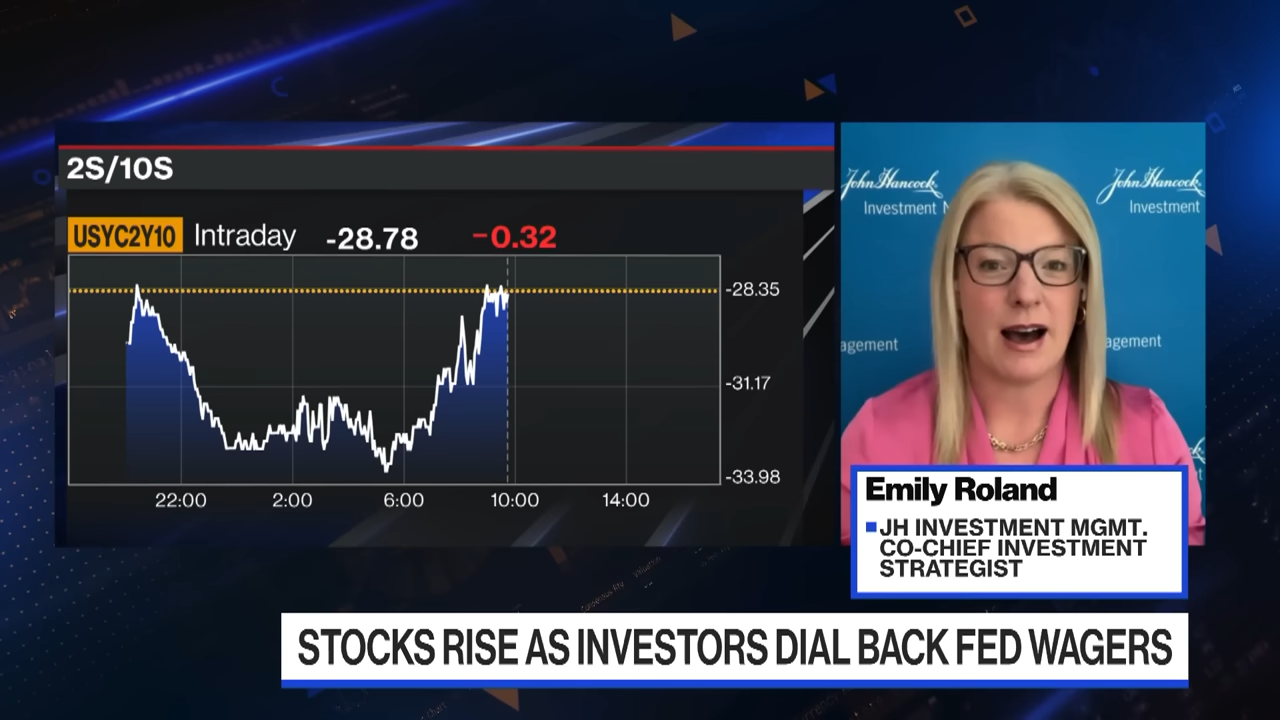 2S/10S
USYC2Y10 Intraday -28.78 -0.32
-28.35
-31.17
-33.98
22:00 2:00 6:00 10:00 14:00
John Hancock
Investment
John Hancock
Investment
agement
agement
Emily Roland
JH INVESTMENT MGMT.
CO-CHIEF INVESTMENT
STRATEGIST
STOCKS RISE AS INVESTORS DIAL BACK FED WAGERS